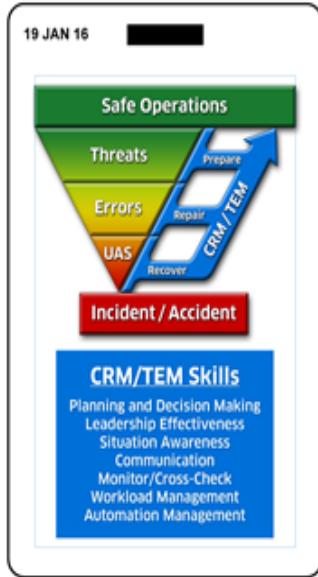 19 JAN 16
Safe Operations
Threats
Prepare
Errors
Repair
CRM / TEM
UAS
Recover
Incident / Accident
CRM/TEM Skills
Planning and Decision Making
Leadership Effectiveness
Situation Awareness
Communication
Monitor/Cross-Check
Workload Management
Automation Management